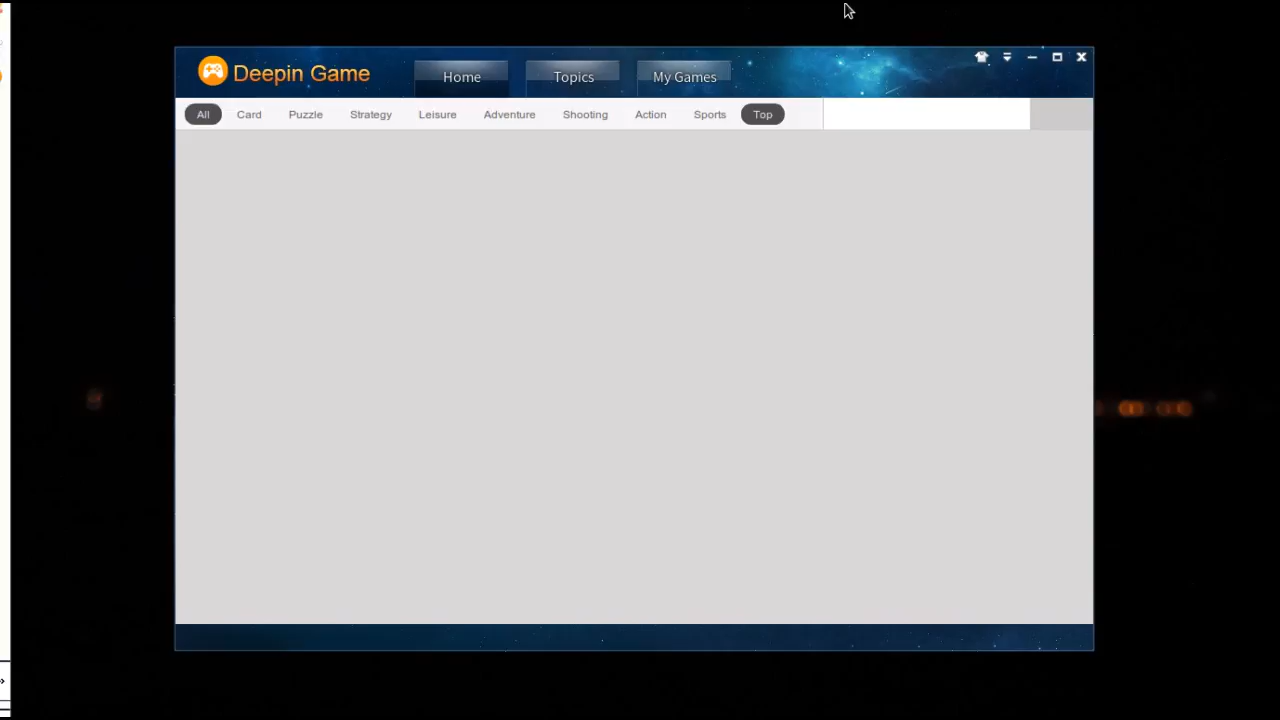 Deepin Game
Home Topics My Games
All Card Puzzle Strategy Leisure Adventure Shooting Action Sports Top